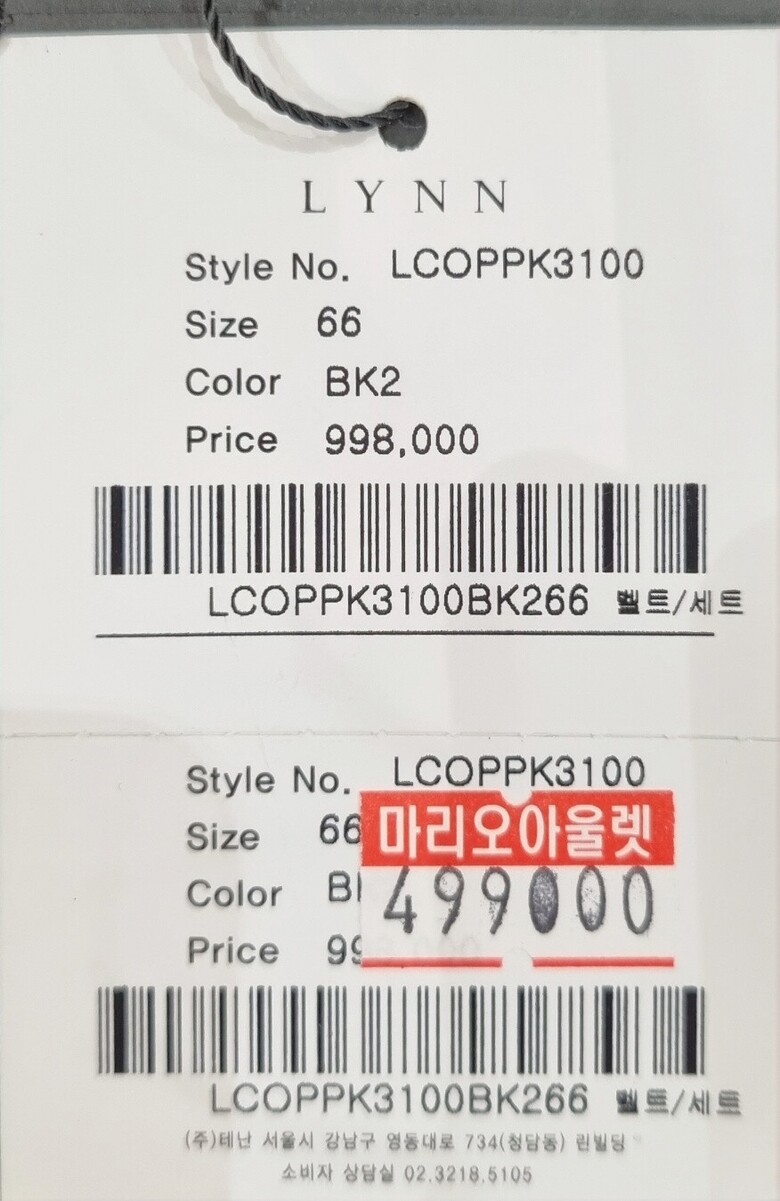 LYNN
Style No. LCOPPK3100
Size 66
Color BK2
Price 998,000
LCOPPK3100BK266 벨트/세트
Style No. LCOPPK3100
Size 66
마리오아울렛
Color B
499000
Price 99
LCOPPK3100BK266 벨트/세트
(주)테난 서울시 강남구 영동대로 734(청담동) 린빌딩
소비자 상담실 02.3218.5105